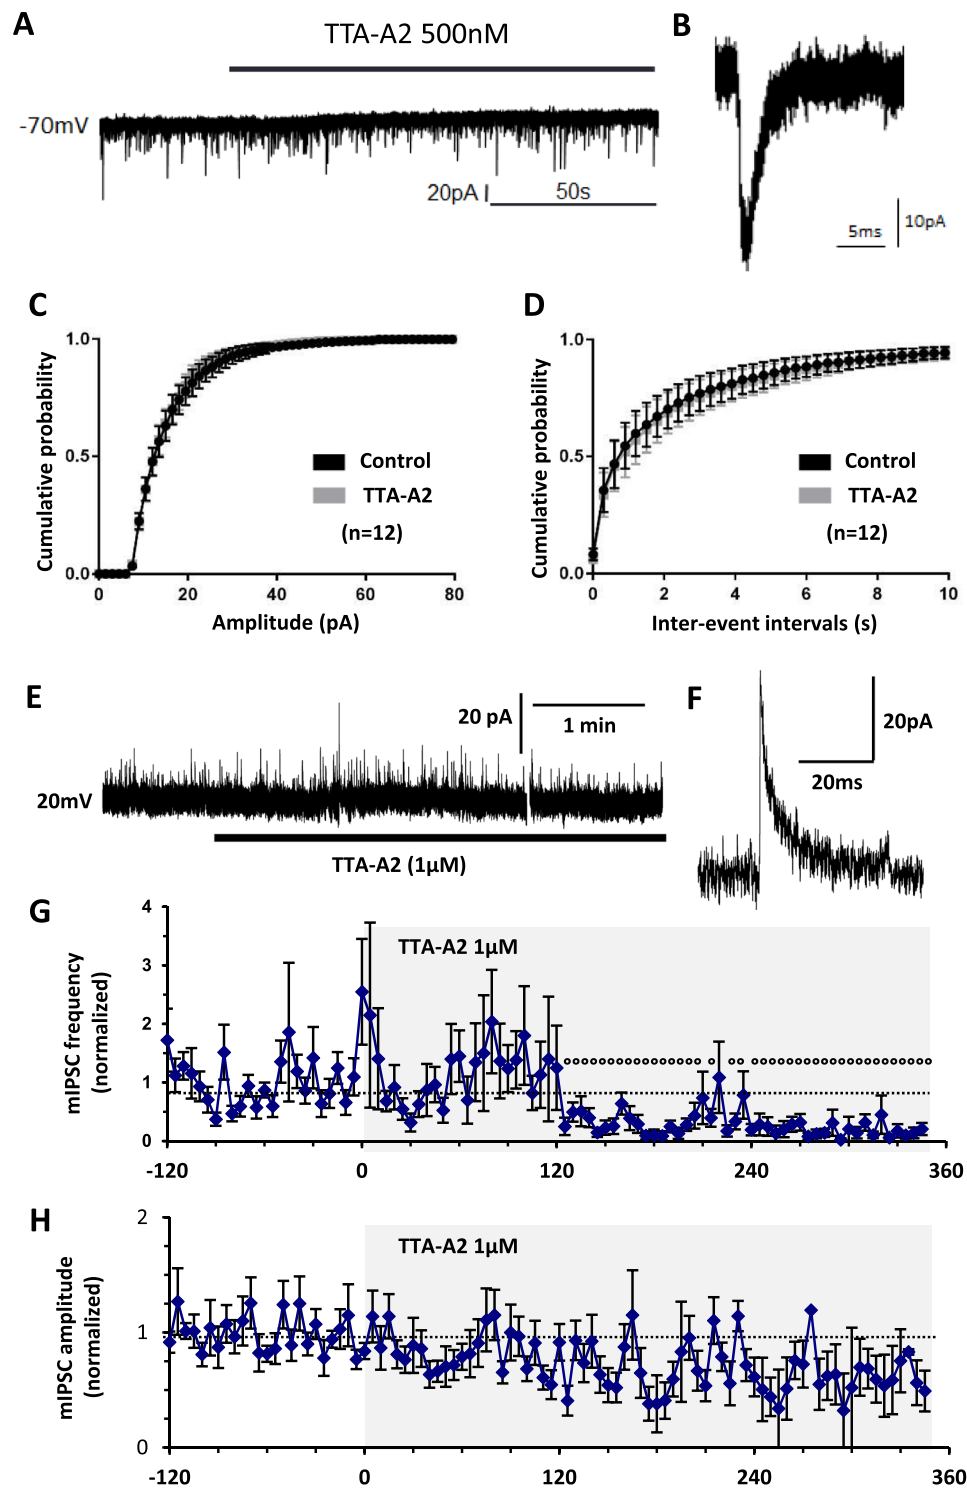 A
TTA-A2 500nM
-70mV
20pA
50s
B
5ms
10pA
C
Cumulative probability
1.0
0.5
0.0
Control
TTA-A2
(n=12)
0 20 40 60 80
Amplitude (pA)
D
Cumulative probability
1.0
0.5
0.0
Control
TTA-A2
(n=12)
0 2 4 6 8 10
Inter-event intervals (s)
E
20 pA
1 min
20mV
TTA-A2 (1µM)
F
20pA
20ms
G
mIPSC frequency
(normalized)
4
3
2
1
0
TTA-A2 1µM
-120 0 120 240 360
H
mIPSC amplitude
(normalized)
2
1
0
TTA-A2 1µM
-120 0 120 240 360